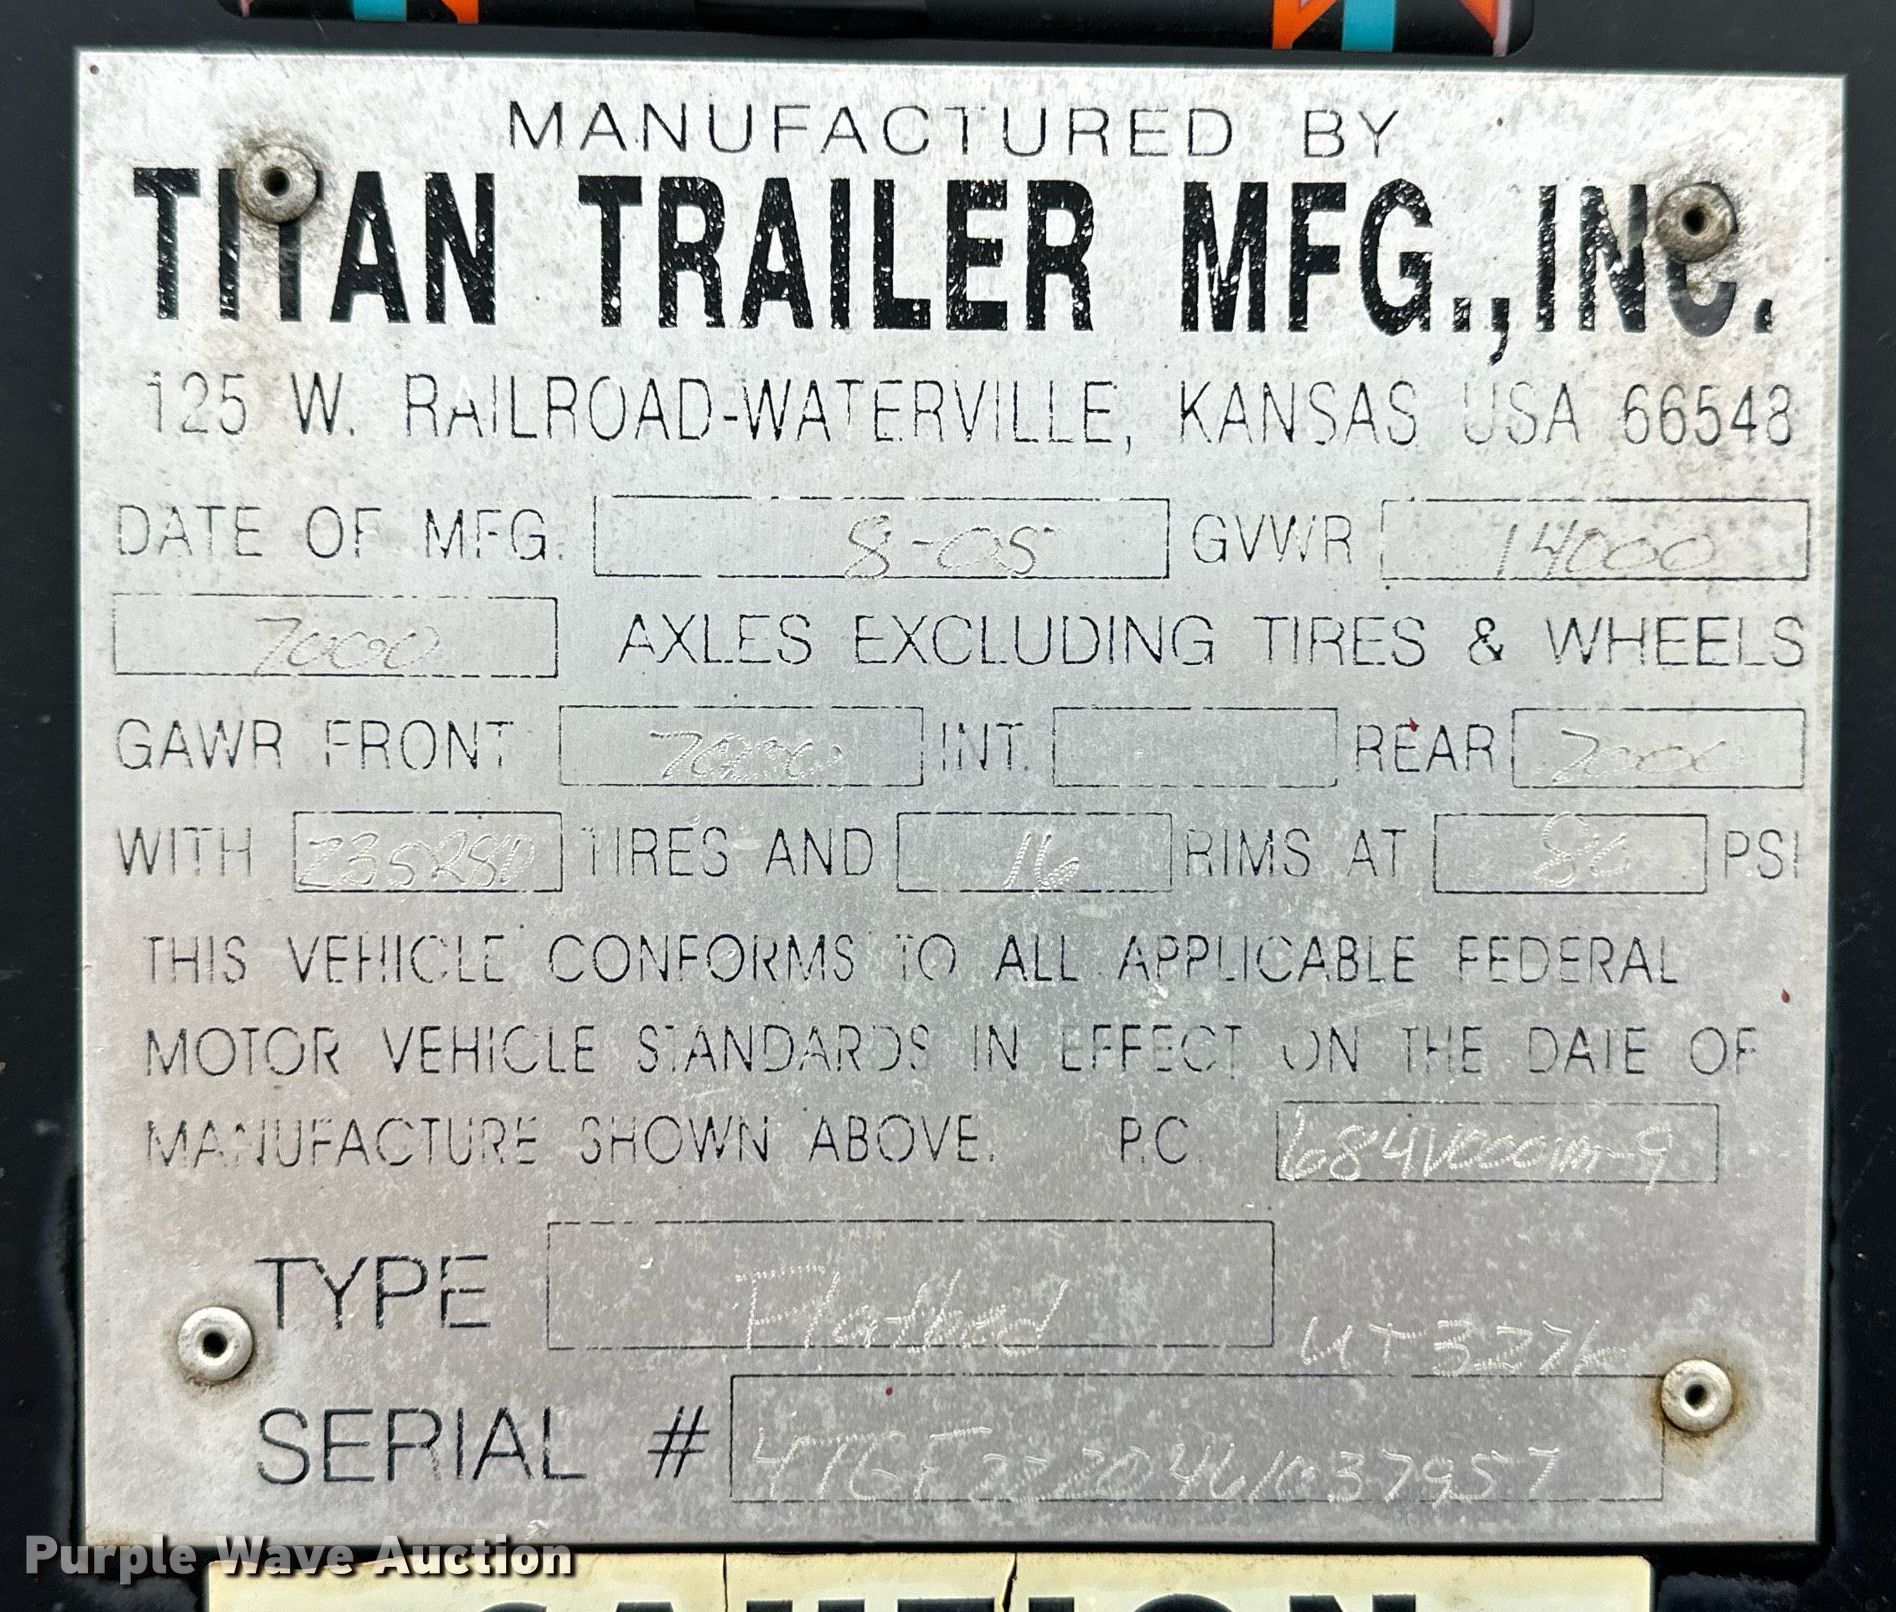 MANUFACTURED BY
TITAN TRAILER MFG., INC.
125 W. RAILROAD-WATERVILLE, KANSAS USA 66548
DATE OF MFG. 8-05 GVWR 14000
7000 AXLES EXCLUDING TIRES & WHEELS
GAWR FRONT 7000 INT. REAR 7000
WITH TIRES AND 16 RIMS AT 80 PSI
THIS VEHICLE CONFORMS TO ALL APPLICABLE FEDERAL
MOTOR VEHICLE STANDARDS IN EFFECT ON THE DATE OF
MANUFACTURE SHOWN ABOVE. P.C.
TYPE Flatbed
SERIAL #
Purple Wave Auction
CAUTION